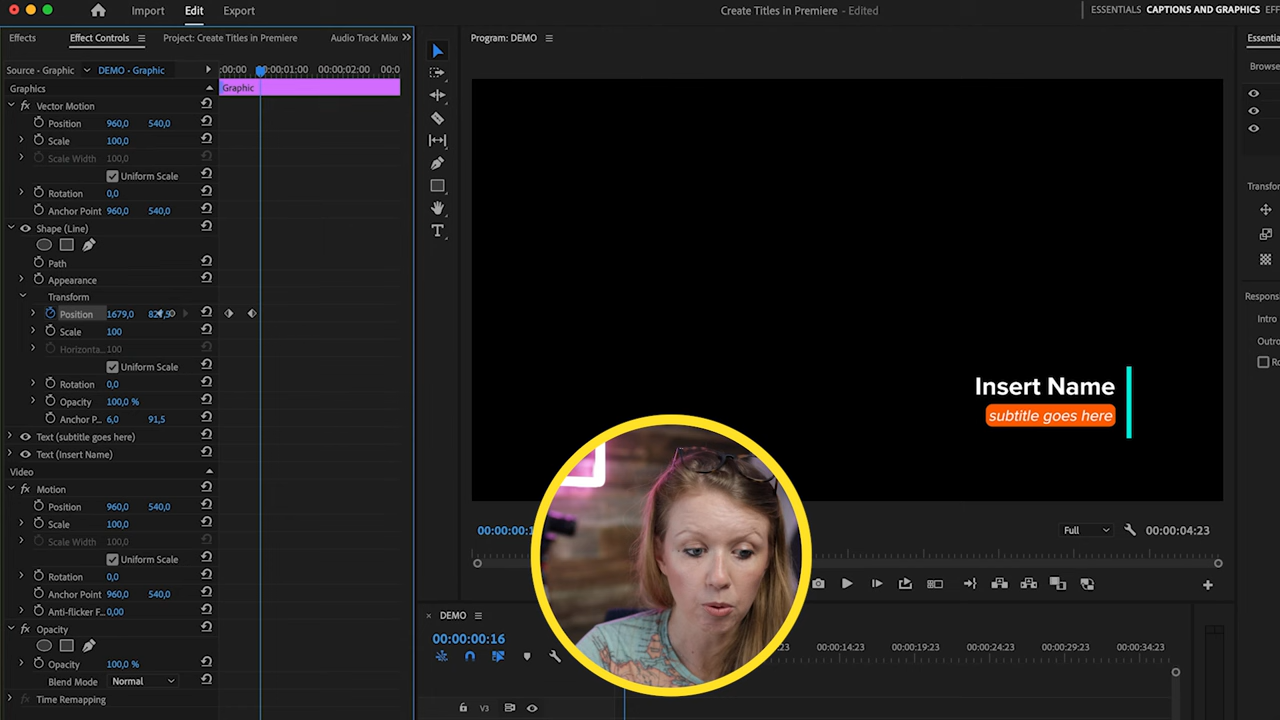 Import Edit Export Create Titles in Premiere - Edited ESSENTIALS CAPTIONS AND GRAPHICS
Effects Effect Controls Project: Create Titles in Premiere Audio Track Mix Program: DEMO
Source - Graphic DEMO - Graphic :00:00 00:00:01:00 00:00:02:00
Graphics Graphic
Vector Motion
Position 960,0 540,0
Scale 100,0
Scale Width 100,0
Uniform Scale
Rotation 0,0
Anchor Point 960,0 540,0
Shape (Line)
Path
Appearance
Transform
Position 1679,0
Scale 100
Horizonta... 100
Uniform Scale
Rotation 0,0
Opacity 100,0 %
Anchor P... 6,0 91,5
Text (subtitle goes here)
Text (Insert Name)
Video
Motion
Position 960,0 540,0
Scale 100,0
Scale Width 100,0
Uniform Scale
Rotation 0,0
Anchor Point 960,0 540,0
Anti-flicker F... 0,00
Opacity
Opacity 100,0 %
Blend Mode Normal
Time Remapping
T
Insert Name
subtitle goes here
Full 00:00:04:23
DEMO
00:00:00:16
00:00:14:23 00:00:19:23 00:00:24:23 00:00:29:23 00:00:34:23
V3
Essentia
Browse
Transfor
Respons
Intro
Outro